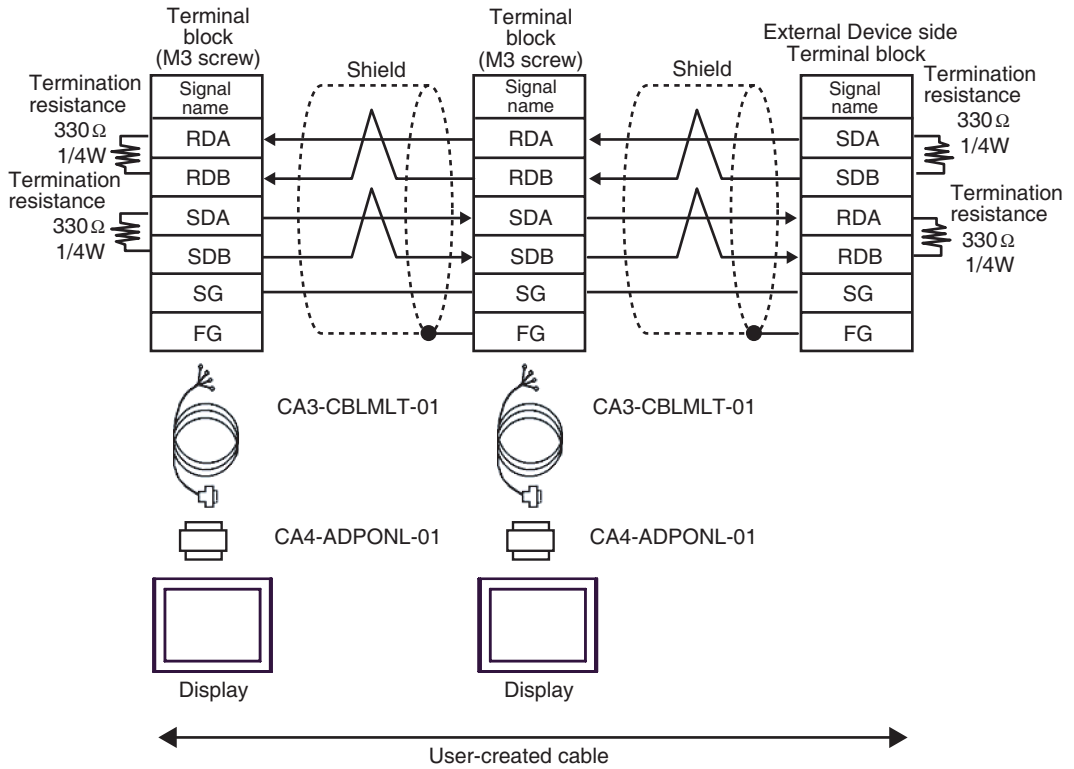 Terminal
block
(M3 screw)
Terminal
block
(M3 screw)
External Device side
Terminal block
Termination
resistance
330Ω
1/4W
Termination
resistance
330Ω
1/4W
Signal
name
RDA
RDB
SDA
SDB
SG
FG
Shield
Signal
name
RDA
RDB
SDA
SDB
SG
FG
Shield
Signal
name
SDA
SDB
RDA
RDB
SG
FG
Termination
resistance
330Ω
1/4W
Termination
resistance
330Ω
1/4W
CA3-CBLMLT-01
CA3-CBLMLT-01
CA4-ADPONL-01
CA4-ADPONL-01
Display
Display
User-created cable